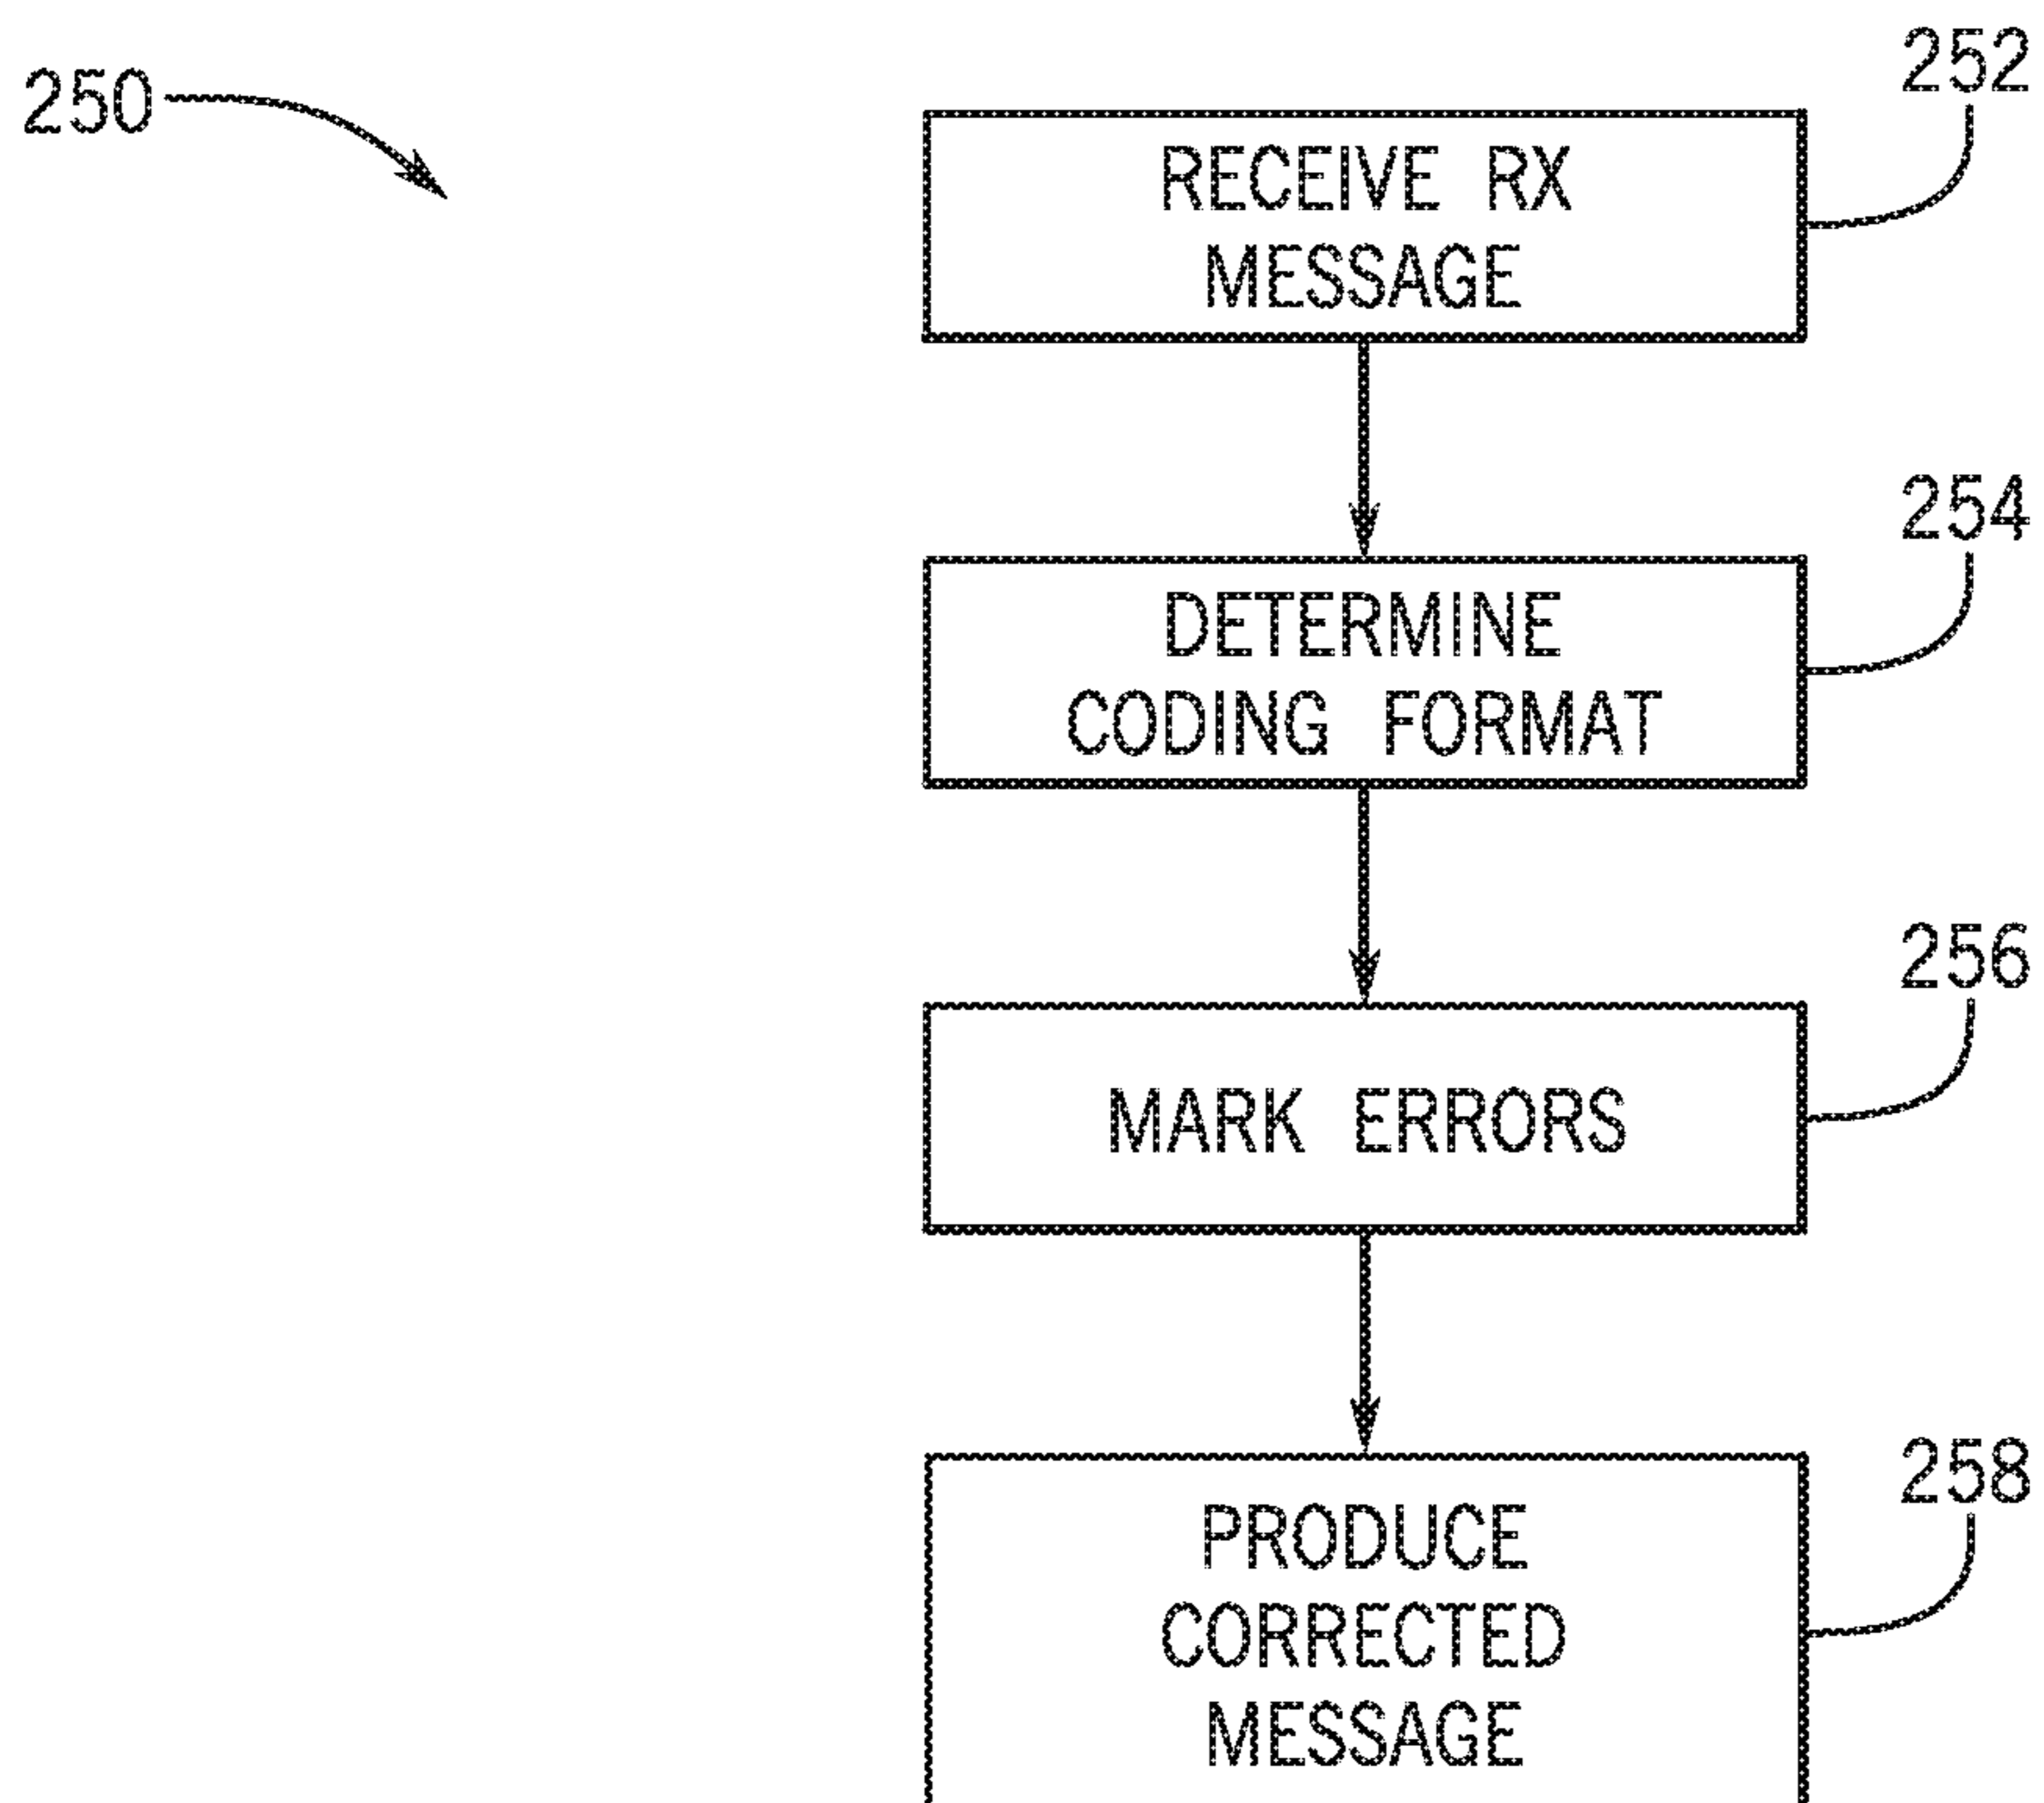 250
252
RECEIVE RX
MESSAGE
254
DETERMINE
CODING FORMAT
256
MARK ERRORS
258
PRODUCE
CORRECTED
MESSAGE